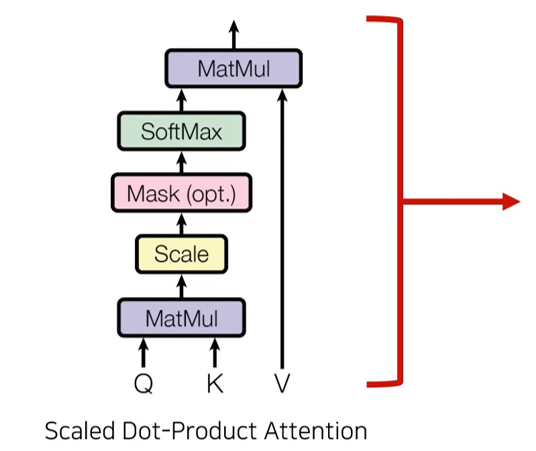 MatMul
SoftMax
Mask (opt.)
Scale
MatMul
Q K V
Scaled Dot-Product Attention